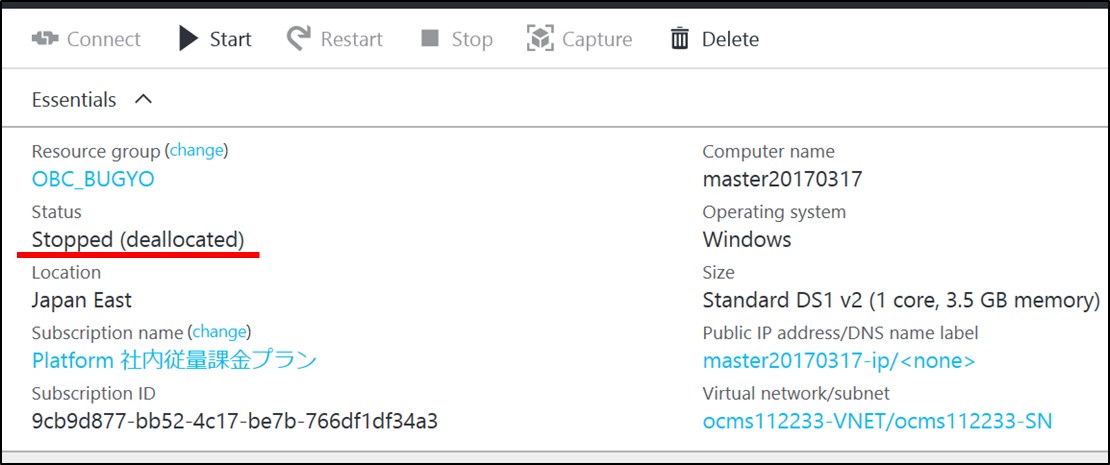 Connect Start Restart Stop Capture Delete
Essentials
Resource group (change)
OBC_BUGYO
Status
Stopped (deallocated)
Location
Japan East
Subscription name (change)
Platform 社内従量課金プラン
Subscription ID
9cb9d877-bb52-4c17-be7b-766df1df34a3
Computer name
master20170317
Operating system
Windows
Size
Standard DS1 v2 (1 core, 3.5 GB memory)
Public IP address/DNS name label
master20170317-ip/<none>
Virtual network/subnet
ocms112233-VNET/ocms112233-SN